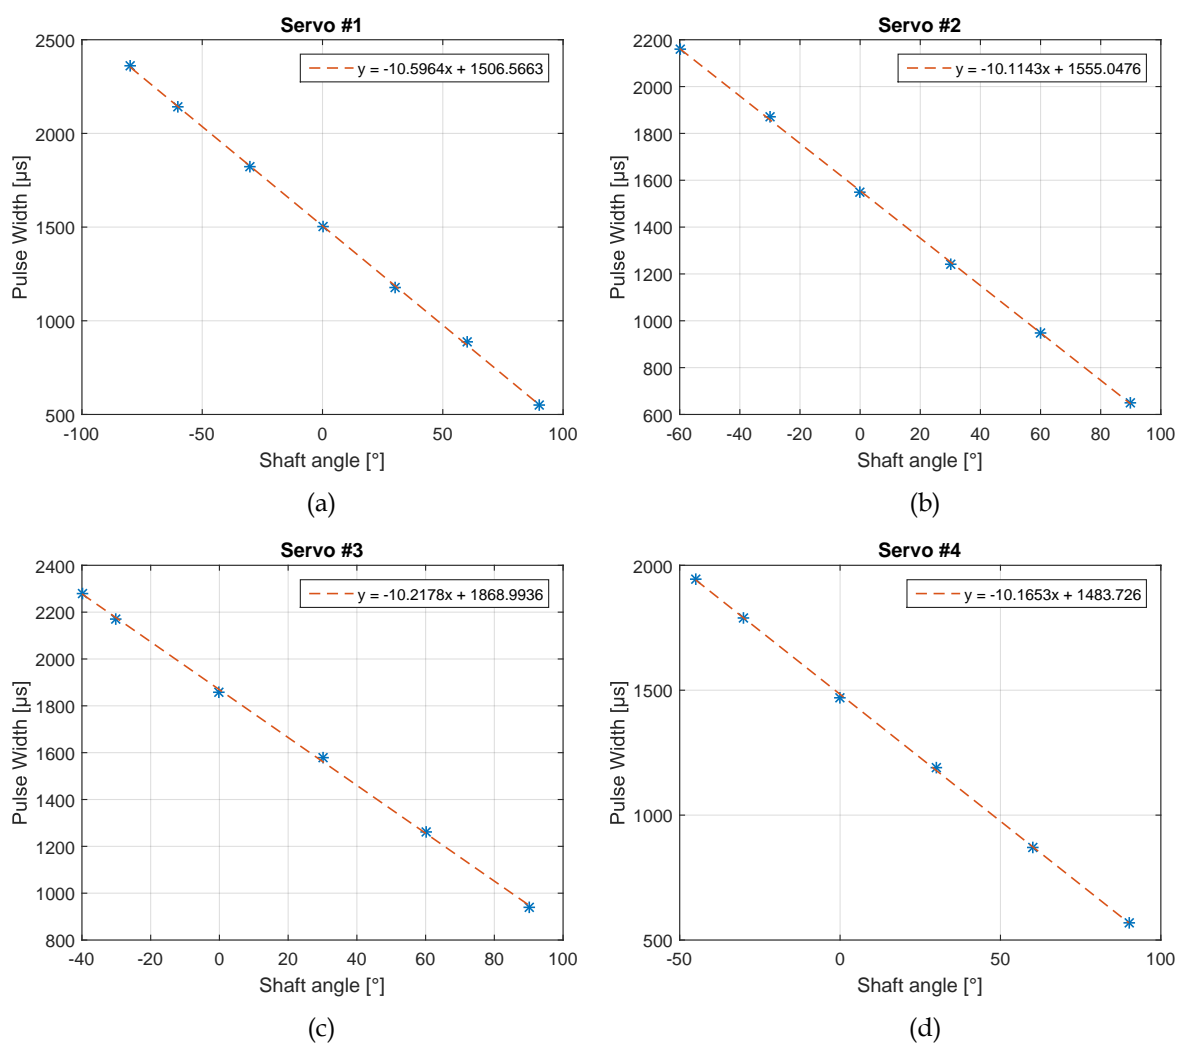 Servo #1
y = -10.5964x + 1506.5663
2500
2000
1500
1000
500
Pulse Width [µs]
-100 -50 0 50 100
Shaft angle [°]
(a)
Servo #2
y = -10.1143x + 1555.0476
2200
2000
1800
1600
1400
1200
1000
800
600
Pulse Width [µs]
-60 -40 -20 0 20 40 60 80 100
Shaft angle [°]
(b)
Servo #3
y = -10.2178x + 1868.9936
2400
2200
2000
1800
1600
1400
1200
1000
800
Pulse Width [µs]
-40 -20 0 20 40 60 80 100
Shaft angle [°]
(c)
Servo #4
y = -10.1653x + 1483.726
2000
1500
1000
500
Pulse Width [µs]
-50 0 50 100
Shaft angle [°]
(d)